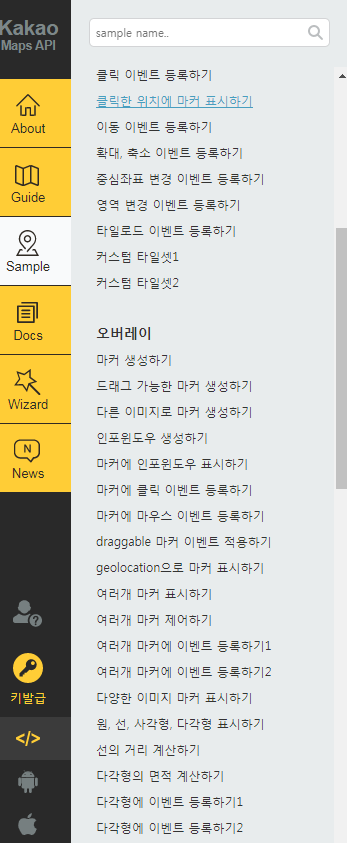 Kakao
Maps API
About
Guide
Sample
Docs
Wizard
N
News
?
키발급
</>
sample name..
클릭 이벤트 등록하기
클릭한 위치에 마커 표시하기
이동 이벤트 등록하기
확대, 축소 이벤트 등록하기
중심좌표 변경 이벤트 등록하기
영역 변경 이벤트 등록하기
타일로드 이벤트 등록하기
커스텀 타일셋1
커스텀 타일셋2
오버레이
마커 생성하기
드래그 가능한 마커 생성하기
다른 이미지로 마커 생성하기
인포윈도우 생성하기
마커에 인포윈도우 표시하기
마커에 클릭 이벤트 등록하기
마커에 마우스 이벤트 등록하기
draggable 마커 이벤트 적용하기
geolocation으로 마커 표시하기
여러개 마커 표시하기
여러개 마커 제어하기
여러개 마커에 이벤트 등록하기1
여러개 마커에 이벤트 등록하기2
다양한 이미지 마커 표시하기
원, 선, 사각형, 다각형 표시하기
선의 거리 계산하기
다각형의 면적 계산하기
다각형에 이벤트 등록하기1
다각형에 이벤트 등록하기2